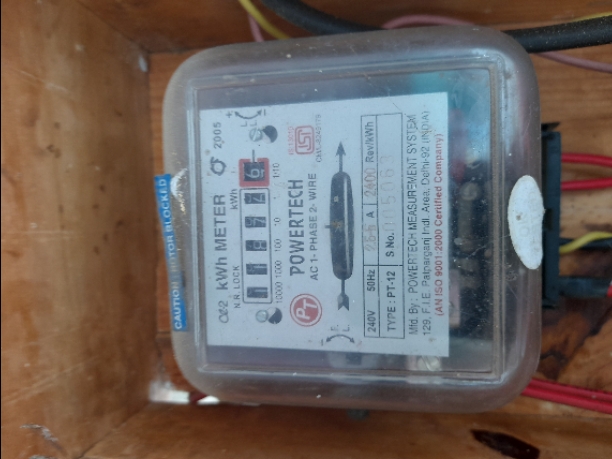 CAUTION : ROTOR BLOCKED
kWh METER 2005
N.R. LOCK kWh
10000 1000 100 10 1 1/10
PT POWERTECH
AC 1- PHASE 2- WIRE
240V 50Hz A 2400 Rev/kWh
TYPE : PT-12 S No.
Mfd. By : POWERTECH MEASUREMENT SYSTEM
129, F.I.E. Patparganj Indl. Area, Delhi-92 (INDIA)
(AN ISO 9001:2000 Certified Company)